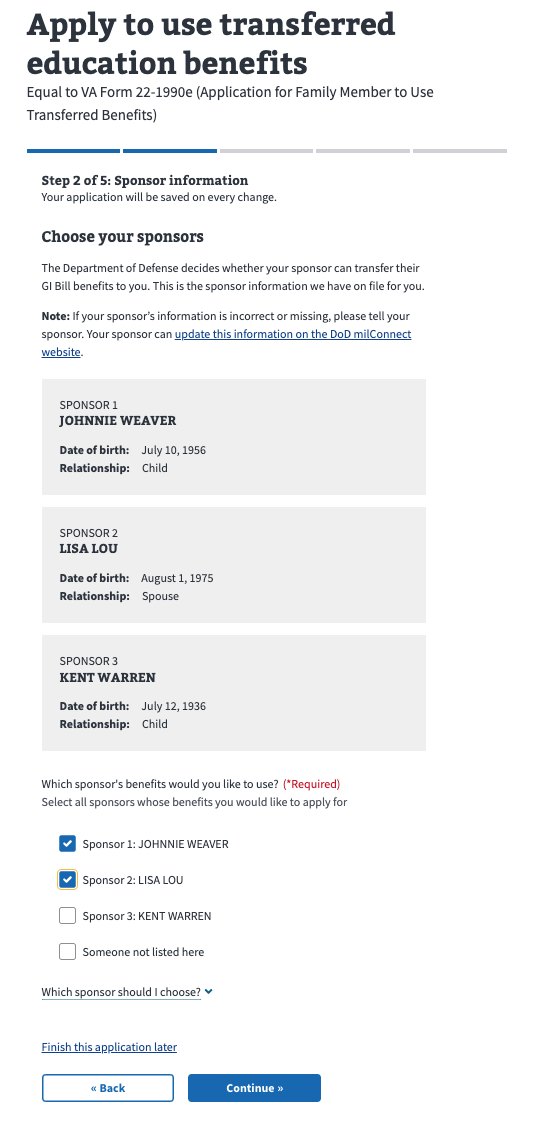 Apply to use transferred
education benefits
Equal to VA Form 22-1990e (Application for Family Member to Use
Transferred Benefits)
Step 2 of 5: Sponsor information
Your application will be saved on every change.
Choose your sponsors
The Department of Defense decides whether your sponsor can transfer their
GI Bill benefits to you. This is the sponsor information we have on file for you.
Note: If your sponsor’s information is incorrect or missing, please tell your
sponsor. Your sponsor can update this information on the DoD milConnect
website.
SPONSOR 1
JOHNNIE WEAVER
Date of birth: July 10, 1956
Relationship: Child
SPONSOR 2
LISA LOU
Date of birth: August 1, 1975
Relationship: Spouse
SPONSOR 3
KENT WARREN
Date of birth: July 12, 1936
Relationship: Child
Which sponsor's benefits would you like to use? (*Required)
Select all sponsors whose benefits you would like to apply for
Sponsor 1: JOHNNIE WEAVER
Sponsor 2: LISA LOU
Sponsor 3: KENT WARREN
Someone not listed here
Which sponsor should I choose?
Finish this application later
« Back
Continue »